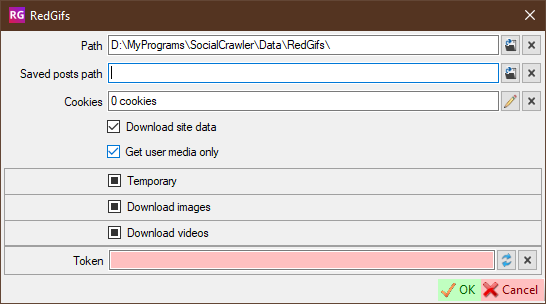 RG RedGifs
Path D:\MyPrograms\SocialCrawler\Data\RedGifs\
Saved posts path
Cookies 0 cookies
Download site data
Get user media only
Temporary
Download images
Download videos
Token
OK Cancel